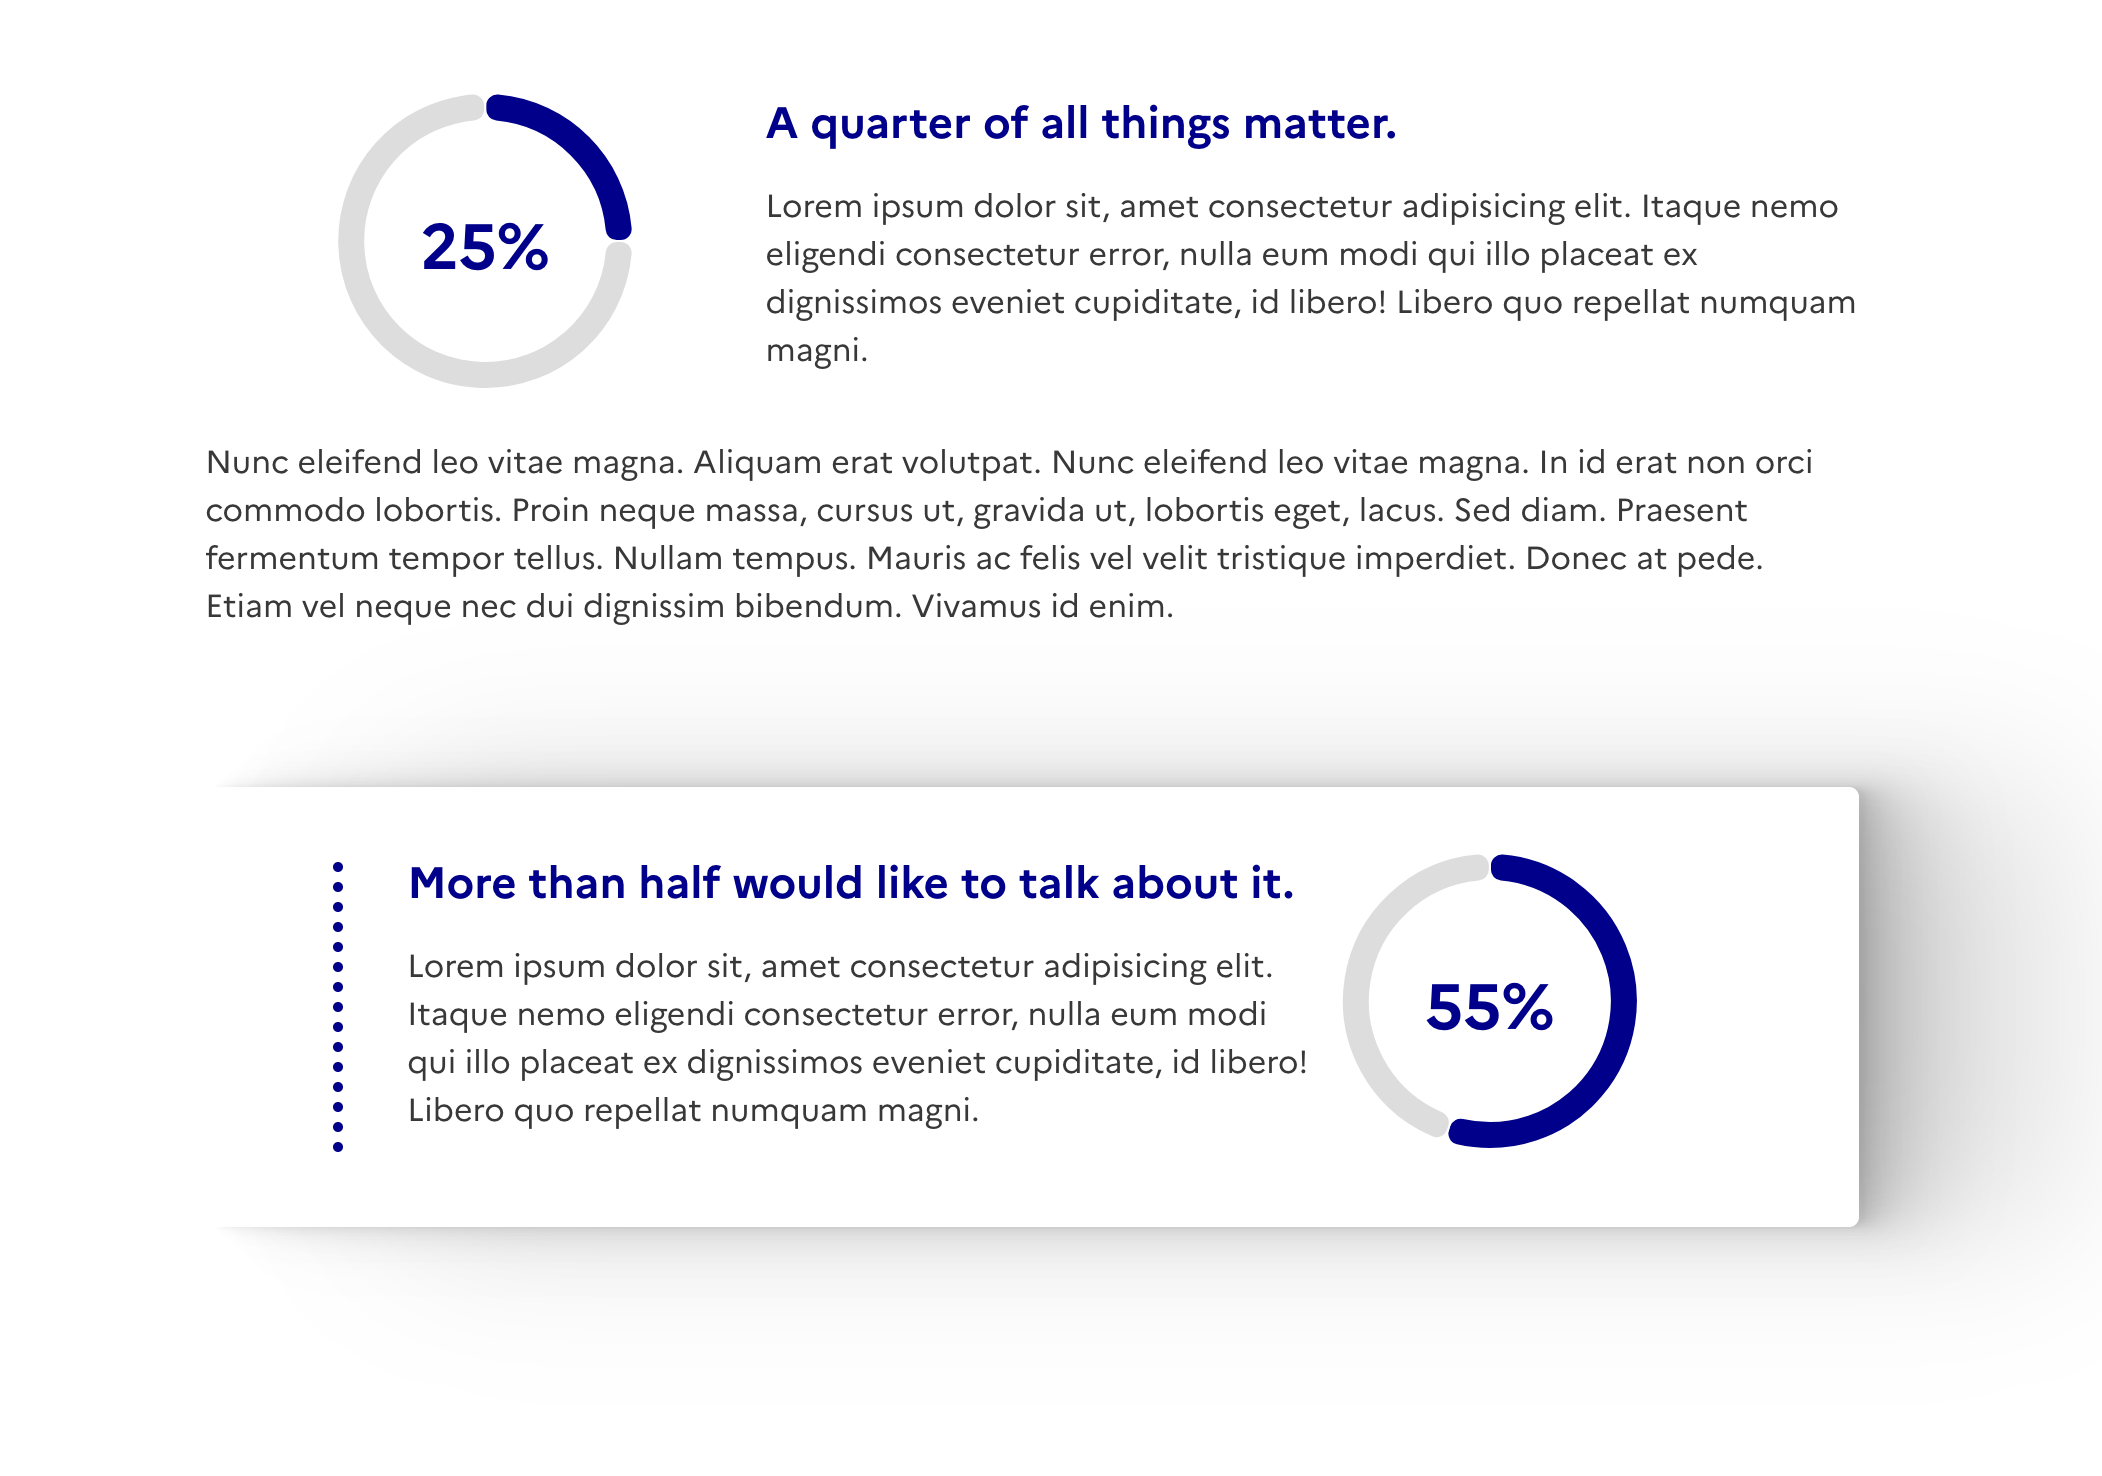 25%
A quarter of all things matter.
Lorem ipsum dolor sit, amet consectetur adipisicing elit. Itaque nemo
eligendi consectetur error, nulla eum modi qui illo placeat ex
dignissimos eveniet cupiditate, id libero! Libero quo repellat numquam
magni.
Nunc eleifend leo vitae magna. Aliquam erat volutpat. Nunc eleifend leo vitae magna. In id erat non orci
commodo lobortis. Proin neque massa, cursus ut, gravida ut, lobortis eget, lacus. Sed diam. Praesent
fermentum tempor tellus. Nullam tempus. Mauris ac felis vel velit tristique imperdiet. Donec at pede.
Etiam vel neque nec dui dignissim bibendum. Vivamus id enim.
More than half would like to talk about it.
Lorem ipsum dolor sit, amet consectetur adipisicing elit.
Itaque nemo eligendi consectetur error, nulla eum modi
qui illo placeat ex dignissimos eveniet cupiditate, id libero!
Libero quo repellat numquam magni.
55%